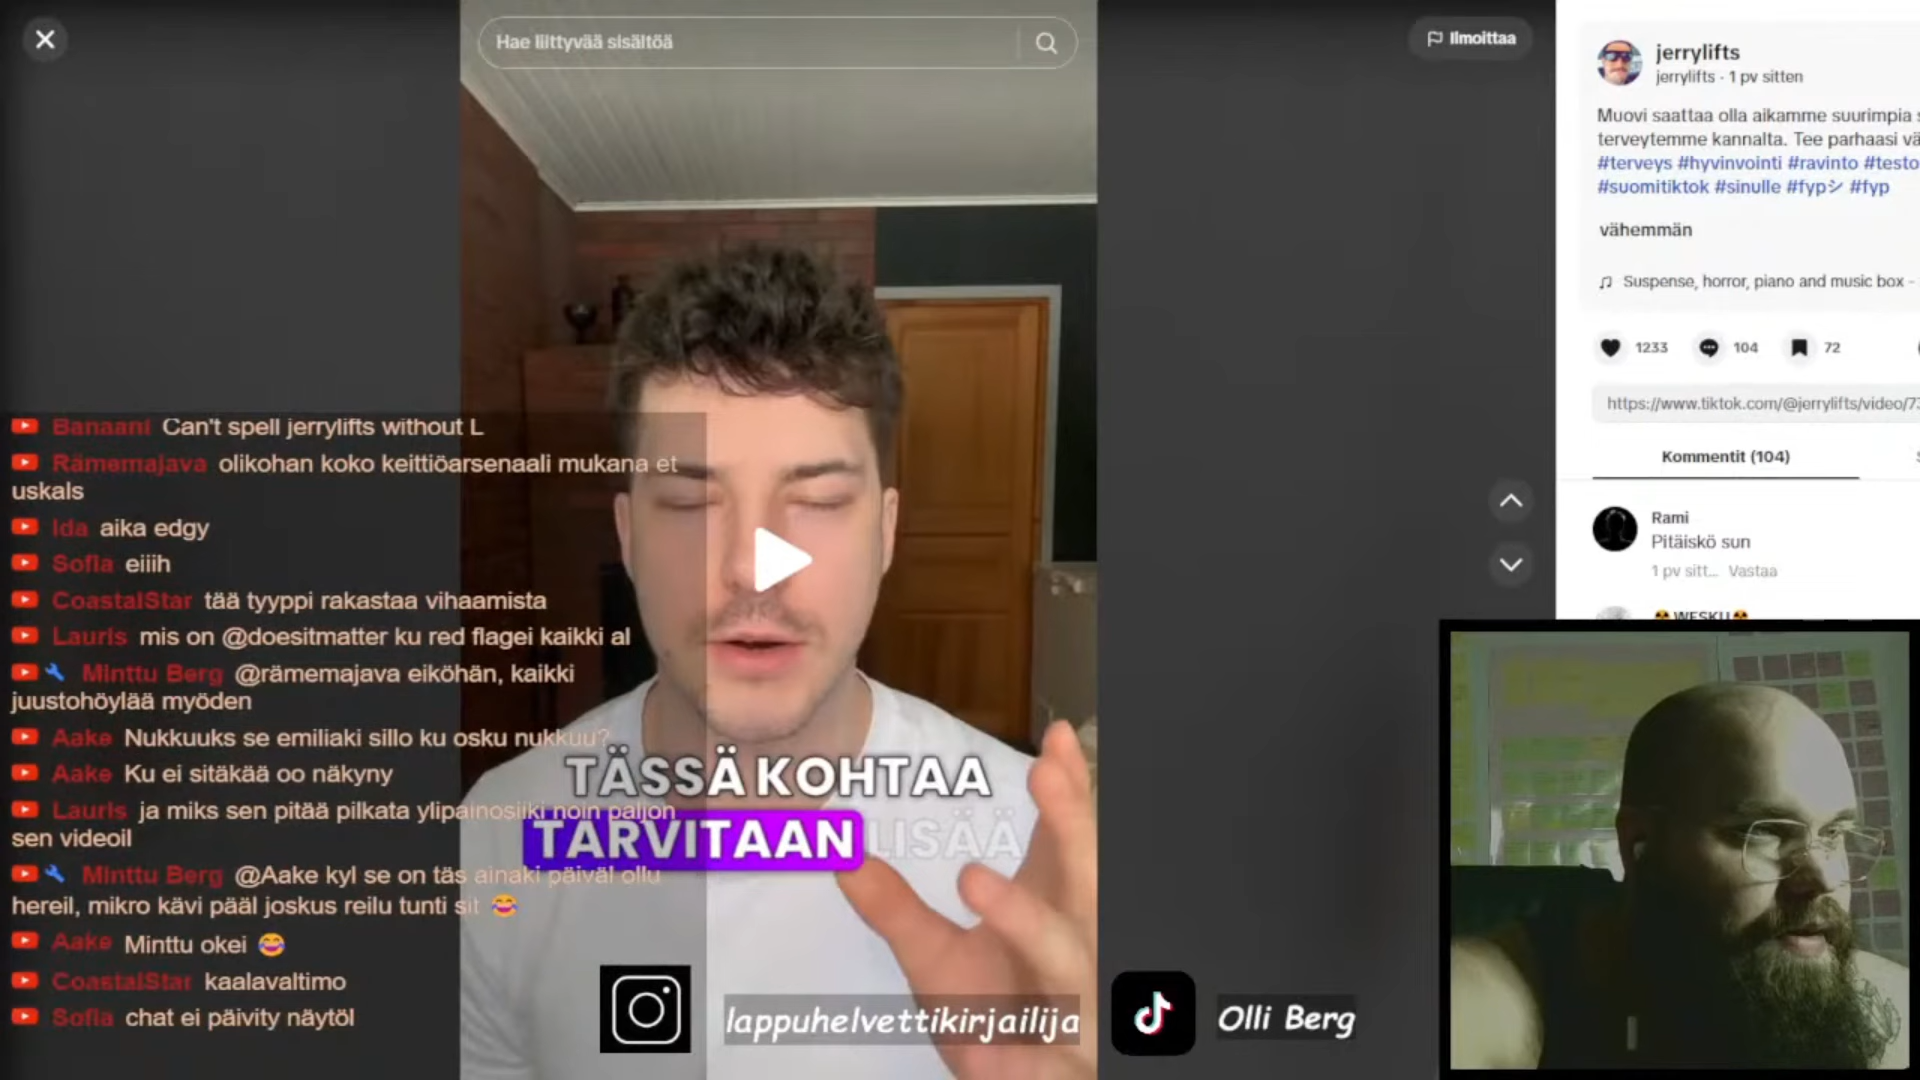 Hae liittyvää sisältöä
Ilmoittaa
jerrylifts
jerrylifts · 1 pv sitten
Muovi saattaa olla aikamme suurimpia
terveytemme kannalta. Tee parhaasi
#terveys #hyvinvointi #ravinto #testo
#suomitiktok #sinulle #fypシ #fyp
vähemmän
♫ Suspense, horror, piano and music box -
1233 104 72
https://www.tiktok.com/@jerrylifts/video/7
Kommentit (104)
Rami
Pitäiskö sun
1 pv sitt... Vastaa
WESKU
Banaani Can't spell jerrylifts without L
Rämemajava olikohan koko keittiöarsenaali mukana et
uskals
Ida aika edgy
Sofia eiiih
CoastalStar tää tyyppi rakastaa vihaamista
Lauris mis on @doesitmatter ku red flagei kaikki al
Minttu Berg @rämemajava eiköhän, kaikki
juustohöylää myöden
Aake Nukkuuks se emiliaki sillo ku osku nukkuu?
Aake Ku ei sitäkää oo näkyny
Lauris ja miks sen pitää pilkata ylipainosiiki noin paljon
sen videoil
Minttu Berg @Aake kyl se on täs ainaki päiväl ollu
hereil, mikro kävi pääl joskus reilu tunti sit 😂
Aake Minttu okei 😂
CoastalStar kaalavaltimo
Sofia chat ei päivity näytöl
TÄSSÄ KOHTAA
TARVITAAN LISÄÄ
lappuhelvettikirjailija
Olli Berg